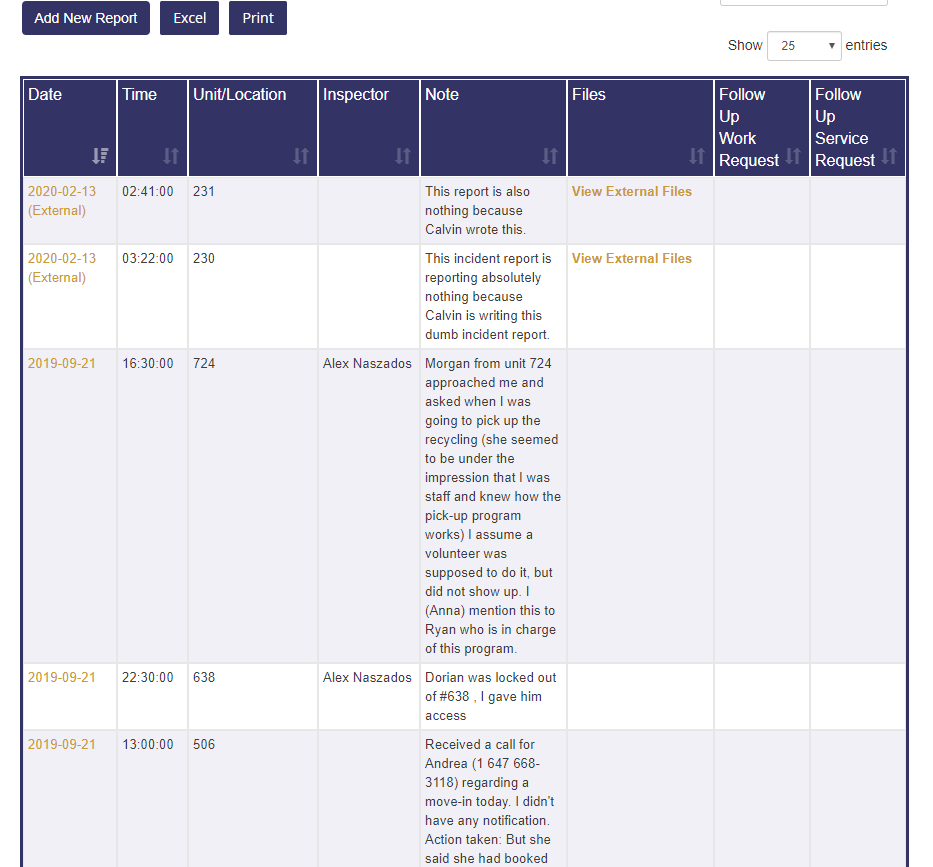 Add New Report Excel Print
Show 25 entries
Date Time Unit/Location Inspector Note Files Follow Up Work Request Follow Up Service Request
2020-02-13 (External) 02:41:00 231 This report is also
nothing because
Calvin wrote this.
View External Files
2020-02-13 (External) 03:22:00 230 This incident report is
reporting absolutely
nothing because
Calvin is writing this
dumb incident report.
View External Files
2019-09-21 16:30:00 724 Alex Naszados Morgan from unit 724
approached me and
asked when I was
going to pick up the
recycling (she seemed
to be under the
impression that I was
staff and knew how the
pick-up program
works) I assume a
volunteer was
supposed to do it, but
did not show up. I
(Anna) mention this to
Ryan who is in charge
of this program.
2019-09-21 22:30:00 638 Alex Naszados Dorian was locked out
of #638 , I gave him
access
2019-09-21 13:00:00 506 Received a call for
Andrea (1 647 668-
3118) regarding a
move-in today. I didn't
have any notification.
Action taken: But she
said she had booked